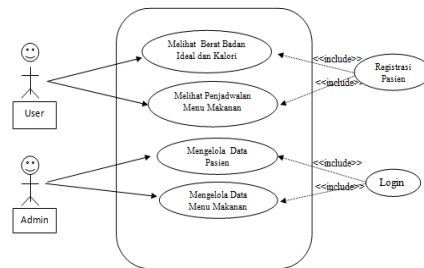 Melihat Berat Badan
Ideal dan Kalori
<<include>>
Registrasi
Pasien
User
Melihat Penjadwalan
Menu Makanan
<<include>>
Mengelola Data
Pasien
<<include>>
Login
Admin
Mengelola Data
Menu Makanan
<<include>>